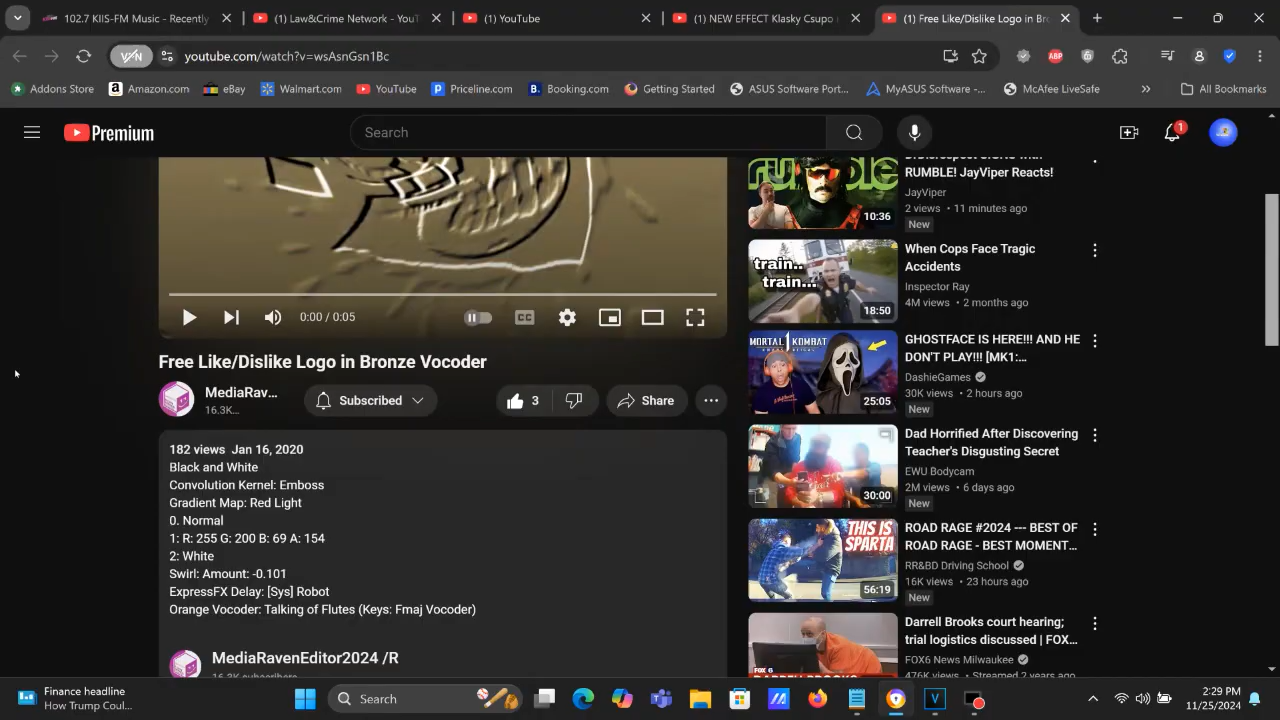 102.7 KIIS-FM Music - Recently
(1) Law&Crime Network - YouT
(1) YouTube
(1) NEW EFFECT Klasky Csupo
(1) Free Like/Dislike Logo in Br
VPN
youtube.com/watch?v=wsAsnGsn1Bc
ABP
Addons Store
Amazon.com
eBay
Walmart.com
YouTube
Priceline.com
Booking.com
Getting Started
ASUS Software Port...
MyASUS Software -...
McAfee LiveSafe
All Bookmarks
Premium
Search
1
0:00 / 0:05
CC
Free Like/Dislike Logo in Bronze Vocoder
MediaRav...
16.3K...
Subscribed
3
Share
182 views Jan 16, 2020
Black and White
Convolution Kernel: Emboss
Gradient Map: Red Light
0. Normal
1: R: 255 G: 200 B: 69 A: 154
2: White
Swirl: Amount: -0.101
ExpressFX Delay: [Sys] Robot
Orange Vocoder: Talking of Flutes (Keys: Fmaj Vocoder)
MediaRavenEditor2024 /R
16.3K subscribers
rumble
10:36
RUMBLE! JayViper Reacts!
JayViper
2 views • 11 minutes ago
New
train..
train...
18:50
When Cops Face Tragic
Accidents
Inspector Ray
4M views • 2 months ago
MORTAL KOMBAT 1
25:05
GHOSTFACE IS HERE!!! AND HE
DON'T PLAY!!! [MK1:...
DashieGames
30K views • 2 hours ago
New
30:00
Dad Horrified After Discovering
Teacher's Disgusting Secret
EWU Bodycam
2M views • 6 days ago
New
THIS IS
SPARTA
56:19
ROAD RAGE #2024 --- BEST OF
ROAD RAGE - BEST MOMENT...
RR&BD Driving School
16K views • 23 hours ago
New
FOX 6
Darrell Brooks court hearing;
trial logistics discussed | FOX...
FOX6 News Milwaukee
476K views • Streamed 2 years ago
Finance headline
How Trump Coul...
Search
2:29 PM
11/25/2024